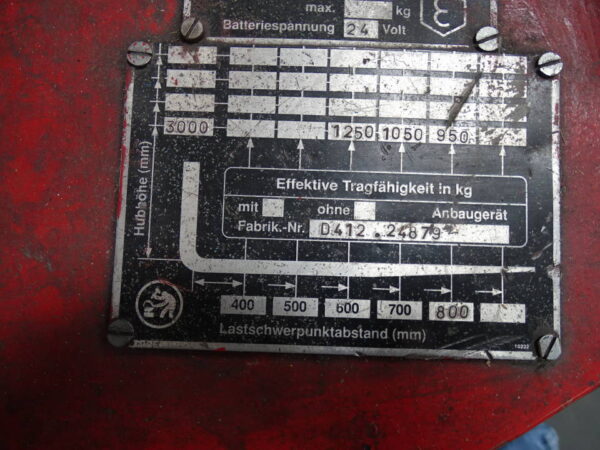 max. kg
Batteriespannung 24 Volt
3000 1250 1050 950
Hubhöhe (mm)
Effektive Tragfähigkeit in kg
mit ohne Anbaugerät
Fabrik.-Nr. D412 .24879
400 500 600 700 800
Lastschwerpunktabstand (mm)